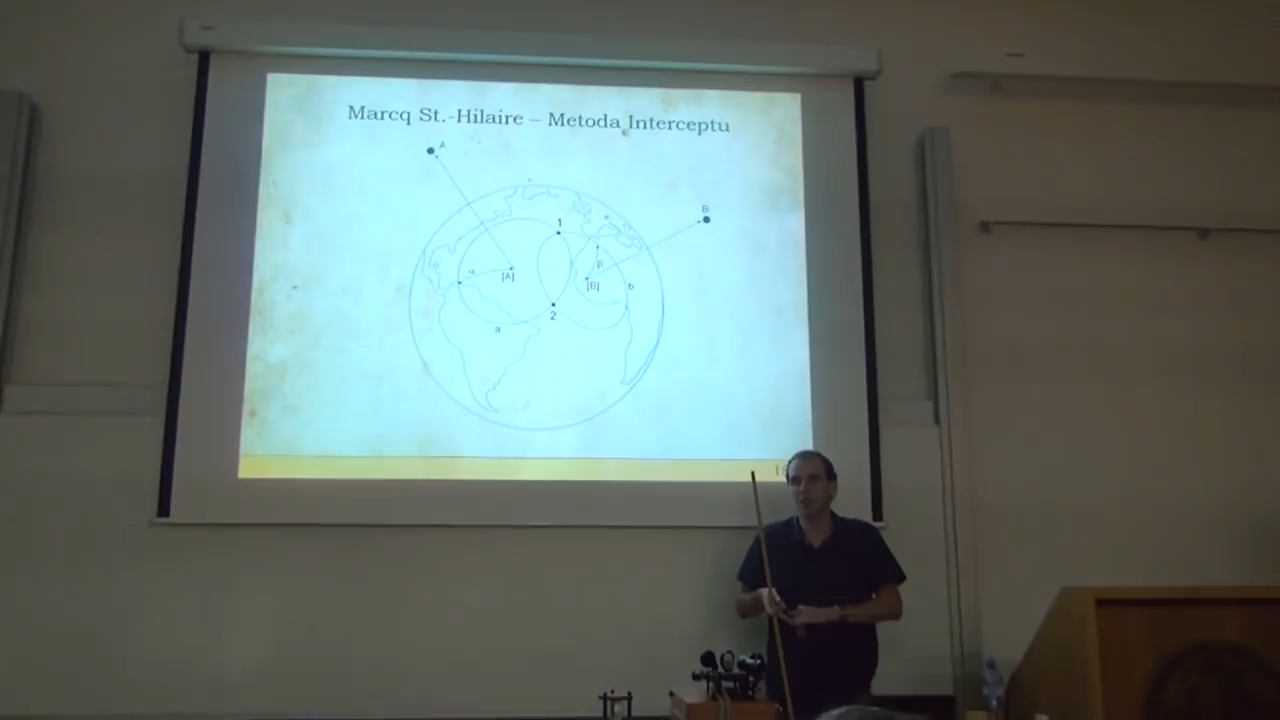 Marcq St.-Hilaire – Metoda Interceptu
A
B
1
α
[A]
β
[B]
b
2
a